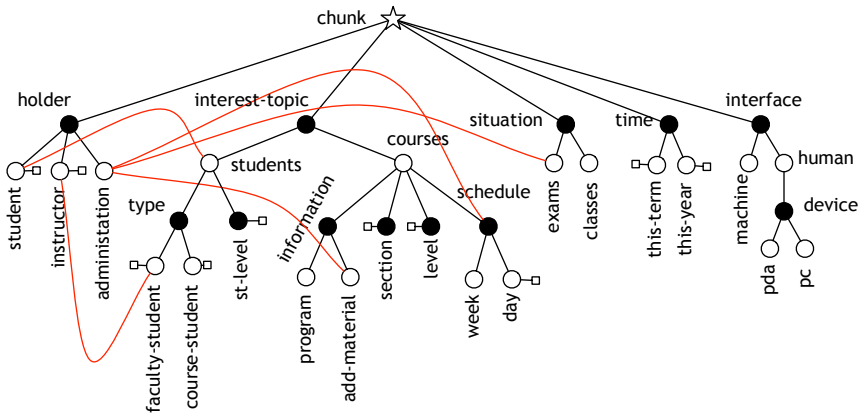 chunk
holder
interest-topic
situation
time
interface
students
courses
human
student
instructor
administation
type
st-level
information
section
level
schedule
exams
classes
this-term
this-year
machine
device
faculty-student
course-student
program
add-material
week
day
pda
pc